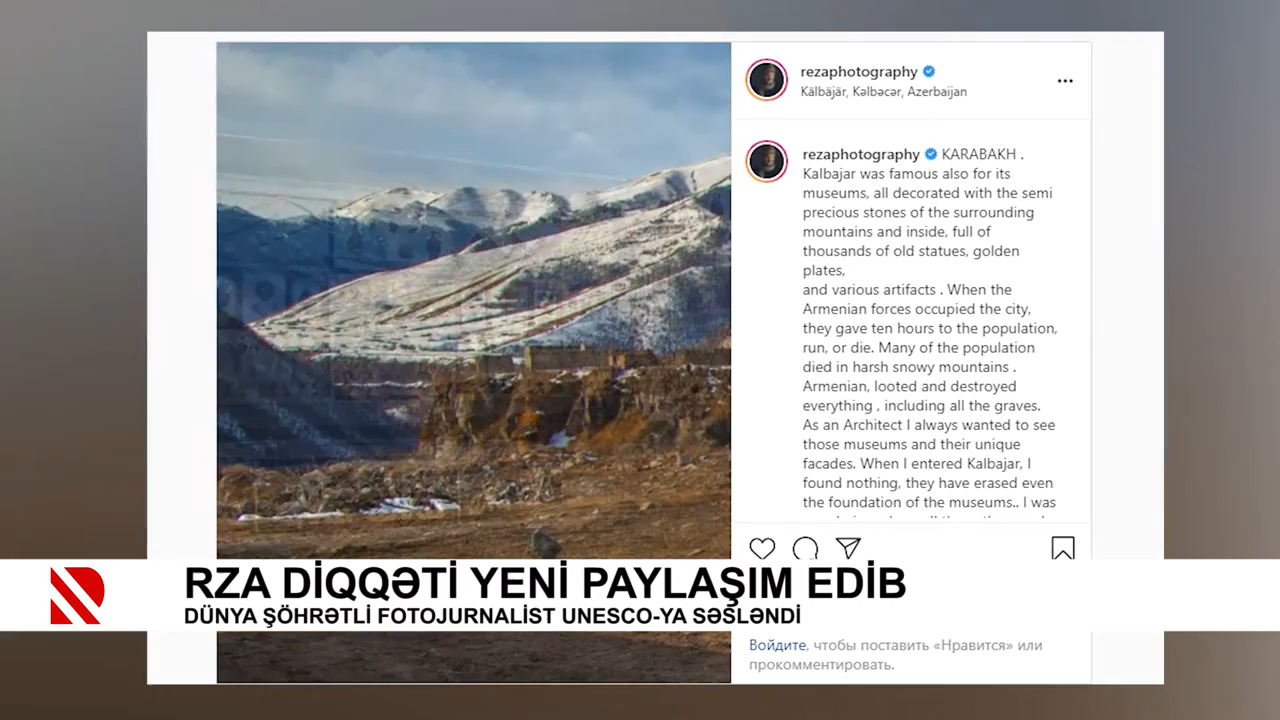 rezaphotography
Kälbäjär, Kəlbəcər, Azerbaijan
rezaphotography KARABAKH .
Kalbajar was famous also for its
museums, all decorated with the semi
precious stones of the surrounding
mountains and inside, full of
thousands of old statues, golden
plates,
and various artifacts . When the
Armenian forces occupied the city,
they gave ten hours to the population,
run, or die. Many of the population
died in harsh snowy mountains .
Armenian, looted and destroyed
everything , including all the graves.
As an Architect I always wanted to see
those museums and their unique
facades. When I entered Kalbajar, I
found nothing, they have erased even
the foundation of the museums.. I was
RZA DİQQƏTİ YENİ PAYLAŞIM EDİB
DÜNYA ŞÖHRƏTLİ FOTOJURNALİST UNESCO-YA SƏSLƏNDİ
Войдите, чтобы поставить «Нравится» или
прокомментировать.